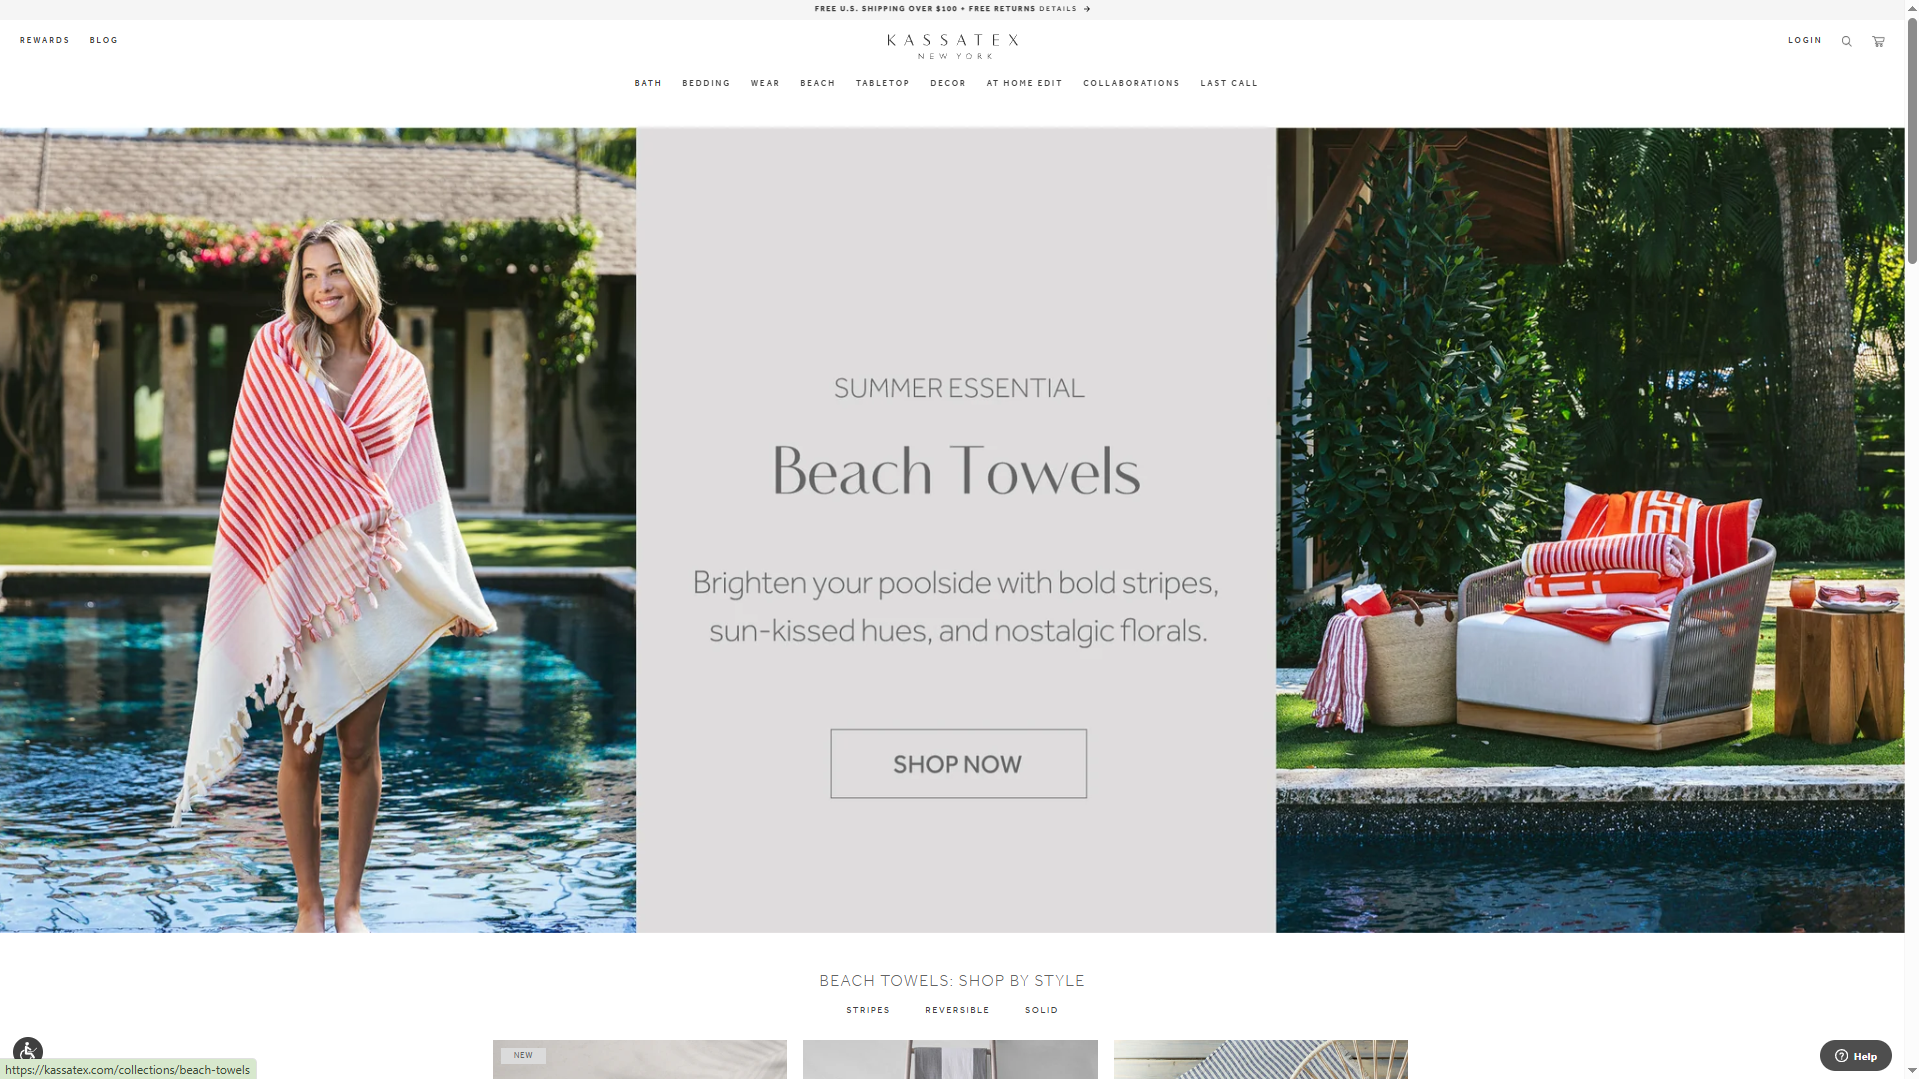 FREE U.S. SHIPPING OVER $100 + FREE RETURNS DETAILS →
REWARDS BLOG
KASSATEX
NEW YORK
LOGIN
BATH BEDDING WEAR BEACH TABLETOP DECOR AT HOME EDIT COLLABORATIONS LAST CALL
SUMMER ESSENTIAL
Beach Towels
Brighten your poolside with bold stripes,
sun-kissed hues, and nostalgic florals.
SHOP NOW
BEACH TOWELS: SHOP BY STYLE
STRIPES REVERSIBLE SOLID
NEW
Help
https://kassatex.com/collections/beach-towels